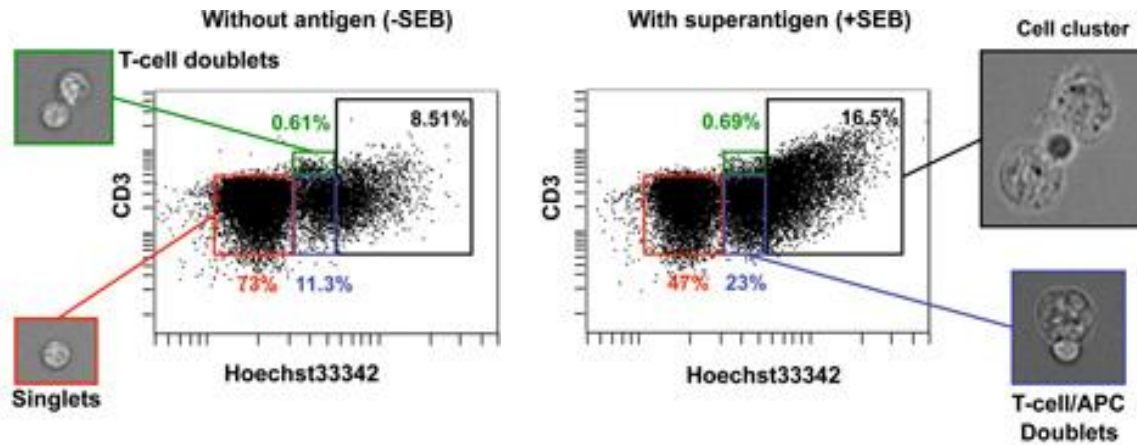 Without antigen (-SEB)
With superantigen (+SEB)
Cell cluster
T-cell doublets
0.61%
8.51%
0.69%
16.5%
CD3
CD3
73%
11.3%
47%
23%
Hoechst33342
Hoechst33342
Singlets
T-cell/APC
Doublets